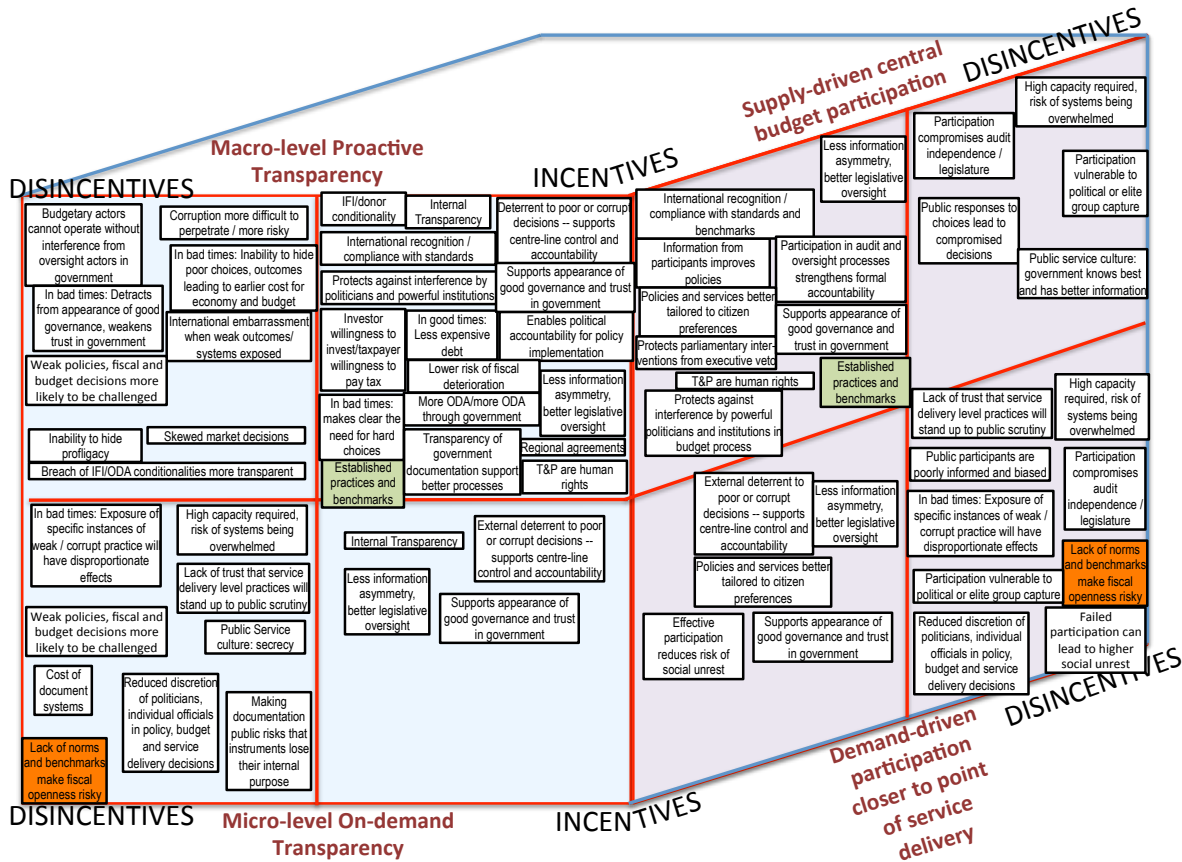 DISINCENTIVES
Supply-driven central
budget participation
High capacity required,
risk of systems being
overwhelmed
Participation
compromises audit
independence /
legislature
Less information
asymmetry,
better legislative
oversight
Participation
vulnerable to
political or elite
group capture
Public responses to
choices lead to
compromised
decisions
Public service culture:
government knows best
and has better information
Macro-level Proactive
Transparency
DISINCENTIVES
INCENTIVES
Budgetary actors
cannot operate without
interference from
oversight actors in
government
Corruption more difficult to
perpetrate / more risky
In bad times: Inability to hide
poor choices, outcomes
leading to earlier cost for
economy and budget
In bad times: Detracts
from appearance of good
governance, weakens
trust in government
International embarrassment
when weak outcomes/
systems exposed
Weak policies, fiscal and
budget decisions more
likely to be challenged
Inability to hide
profligacy
Skewed market decisions
Breach of IFI/ODA conditionalities more transparent
IFI/donor
conditionality
Internal
Transparency
Deterrent to poor or corrupt
decisions -- supports
centre-line control and
accountability
International recognition /
compliance with standards
Protects against interference by
politicians and powerful institutions
Supports appearance of
good governance and trust
in government
Investor
willingness to
invest/taxpayer
willingness to
pay tax
In good times:
Less expensive
debt
Enables political
accountability for policy
implementation
Lower risk of fiscal
deterioration
Less information
asymmetry,
better legislative
oversight
In bad times:
makes clear the
need for hard
choices
More ODA/more ODA
through government
Transparency of
government
documentation support
better processes
Regional agreements
T&P are human
rights
Established
practices and
benchmarks
International recognition /
compliance with standards and
benchmarks
Information from
participants improves
policies
Participation in audit and
oversight processes
strengthens formal
accountability
Policies and services better
tailored to citizen
preferences
Supports appearance of
good governance and
trust in government
Protects parliamentary inter-
ventions from executive veto
T&P are human rights
Established
practices and
benchmarks
Protects against
interference by powerful
politicians and institutions in
budget process
Lack of trust that service
delivery level practices will
stand up to public scrutiny
High capacity
required, risk of
systems being
overwhelmed
Public participants are
poorly informed and biased
Participation
compromises
audit
independence /
legislature
In bad times: Exposure of
specific instances of weak /
corrupt practice will have
disproportionate effects
Lack of norms
and benchmarks
make fiscal
openness risky
Participation vulnerable to
political or elite group capture
Reduced discretion of
politicians, individual
officials in policy,
budget and service
delivery decisions
Failed
participation can
lead to higher
social unrest
DISINCENTIVES
External deterrent to
poor or corrupt
decisions -- supports
centre-line control and
accountability
Less information
asymmetry,
better legislative
oversight
Policies and services better
tailored to citizen
preferences
Effective
participation
reduces risk of
social unrest
Supports appearance of
good governance and trust
in government
In bad times: Exposure of
specific instances of
weak / corrupt practice will
have disproportionate
effects
High capacity required,
risk of systems being
overwhelmed
Lack of trust that service
delivery level practices will
stand up to public scrutiny
Weak policies, fiscal and
budget decisions more
likely to be challenged
Public Service
culture: secrecy
Cost of
document
systems
Reduced discretion
of politicians,
individual officials
in policy, budget
and service
delivery decisions
Making
documentation
public risks that
instruments lose
their internal
purpose
Lack of norms
and benchmarks
make fiscal
openness risky
Internal Transparency
External deterrent to poor
or corrupt decisions --
supports centre-line
control and accountability
Less information
asymmetry,
better legislative
oversight
Supports appearance of
good governance and trust
in government
DISINCENTIVES
Micro-level On-demand
Transparency
INCENTIVES
Demand-driven
participation
closer to point
of service
delivery